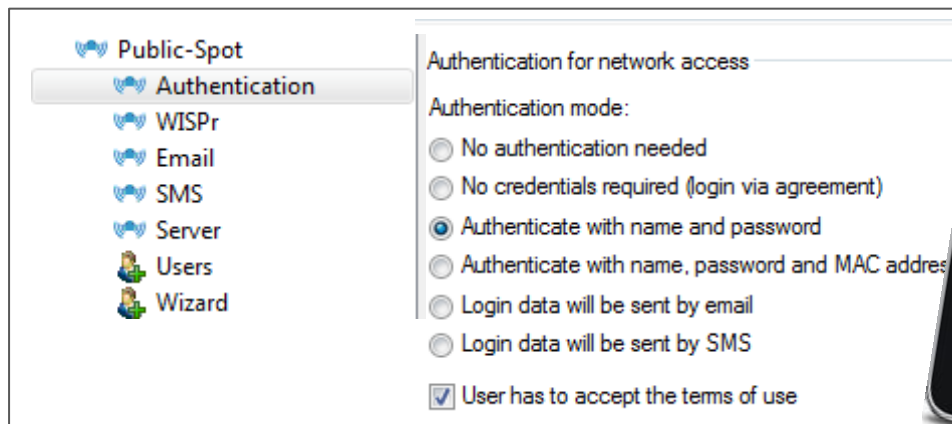 Public-Spot
Authentication
WISPr
Email
SMS
Server
Users
Wizard
Authentication for network access
Authentication mode:
No authentication needed
No credentials required (login via agreement)
Authenticate with name and password
Authenticate with name, password and MAC addres
Login data will be sent by email
Login data will be sent by SMS
User has to accept the terms of use